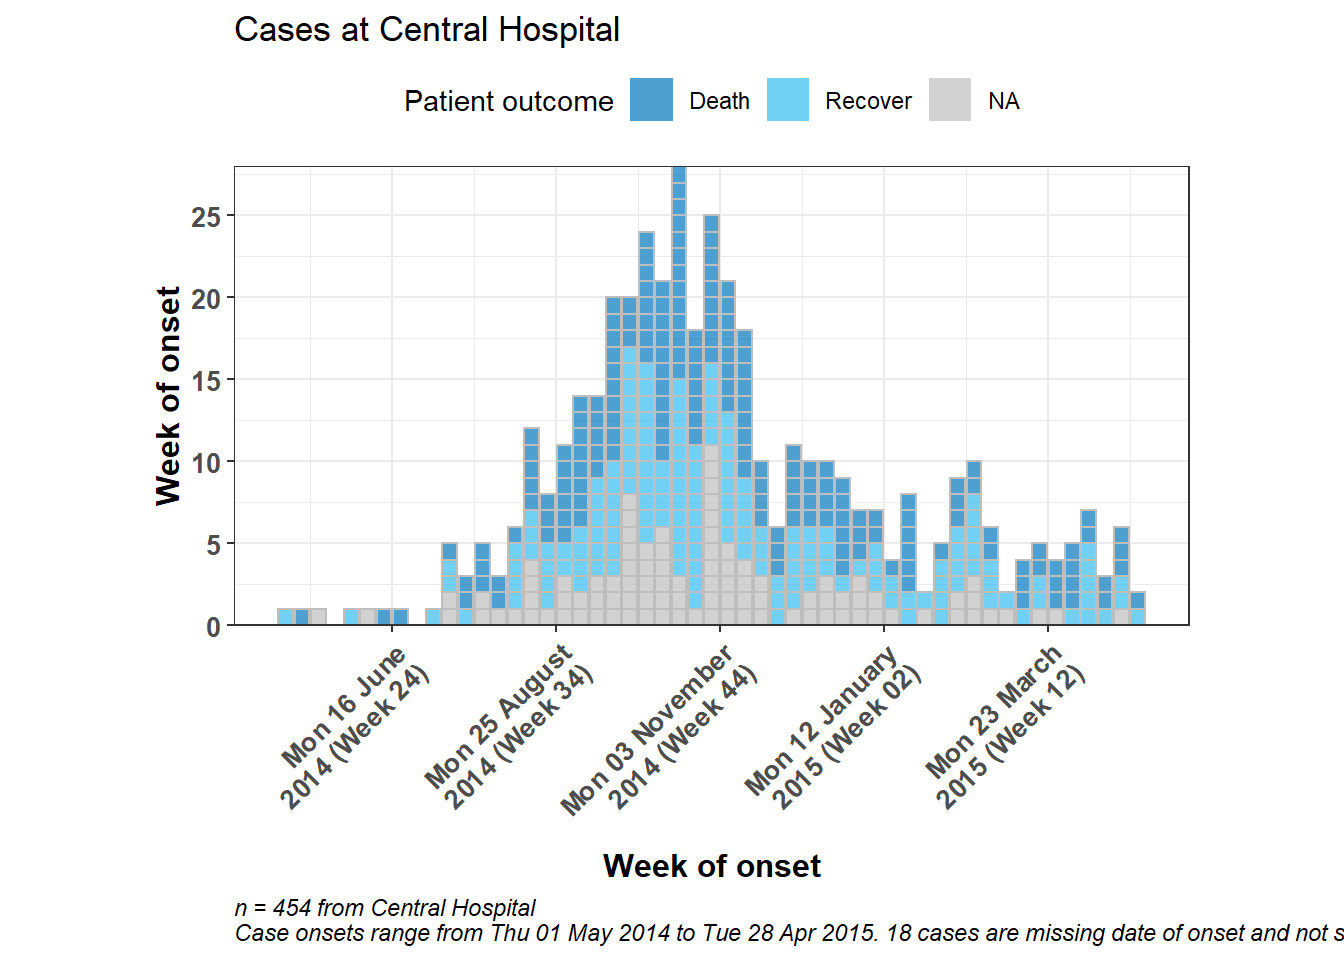 Cases at Central Hospital
Patient outcome
Death
Recover
NA
Week of onset
25
20
15
10
5
0
Mon 16 June
2014 (Week 24)
Mon 25 August
2014 (Week 34)
Mon 03 November
2014 (Week 44)
Mon 12 January
2015 (Week 02)
Mon 23 March
2015 (Week 12)
Week of onset
n = 454 from Central Hospital
Case onsets range from Thu 01 May 2014 to Tue 28 Apr 2015. 18 cases are missing date of onset and not